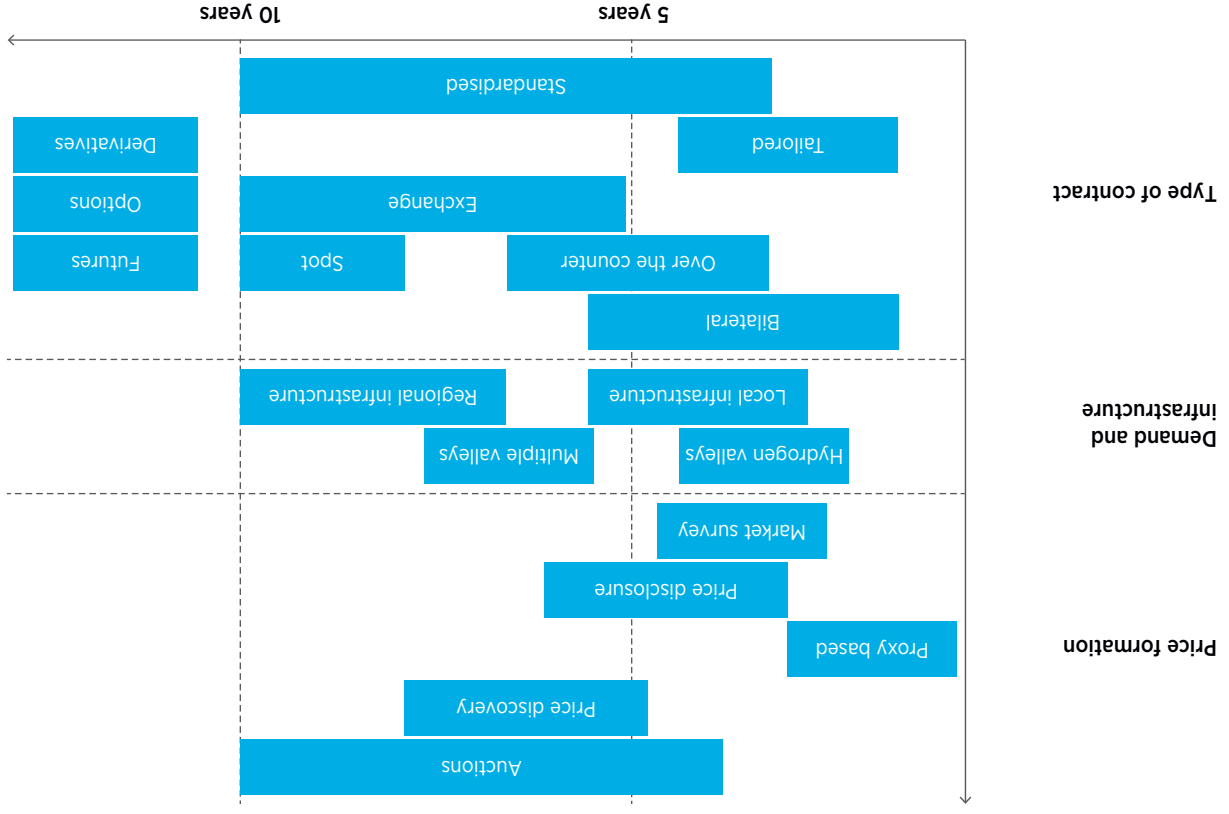 Price formation
Auctions
Price discovery
Proxy based
Price disclosure
Market survey
Demand and
infrastructure
Hydrogen valleys
Multiple valleys
Local infrastructure
Regional infrastructure
Type of contract
Bilateral
Over the counter
Spot
Futures
Exchange
Options
Tailored
Derivatives
Standardised
5 years
10 years